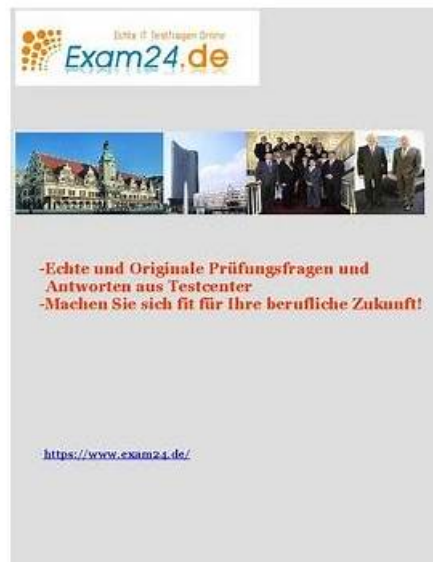 Echte IT Testfragen Online
Exam24.de
-Echte und Originale Prüfungsfragen und
Antworten aus Testcenter
-Machen Sie sich fit für Ihre berufliche Zukunft!
https://www.exam24.de/